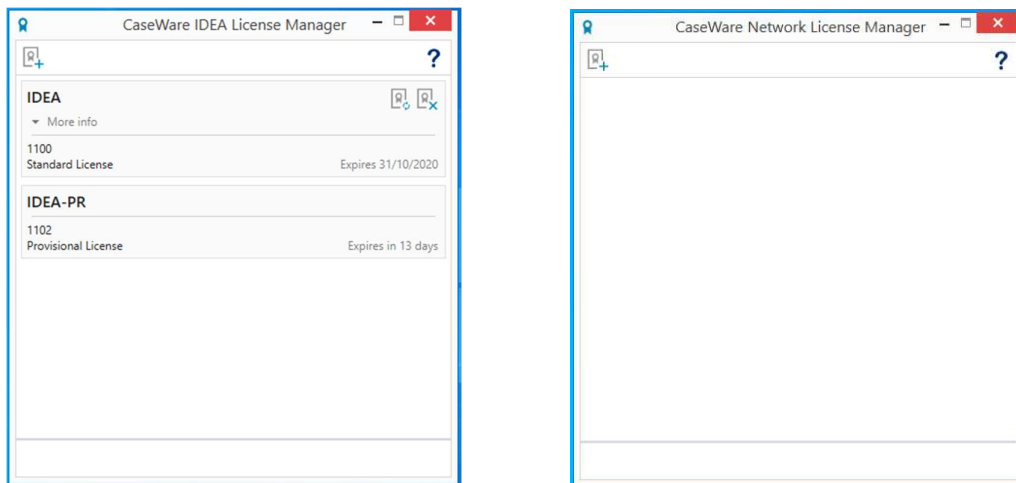 CaseWare IDEA License Manager
?
IDEA
More info
1100
Standard License
Expires 31/10/2020
IDEA-PR
1102
Provisional License
Expires in 13 days
CaseWare Network License Manager
?